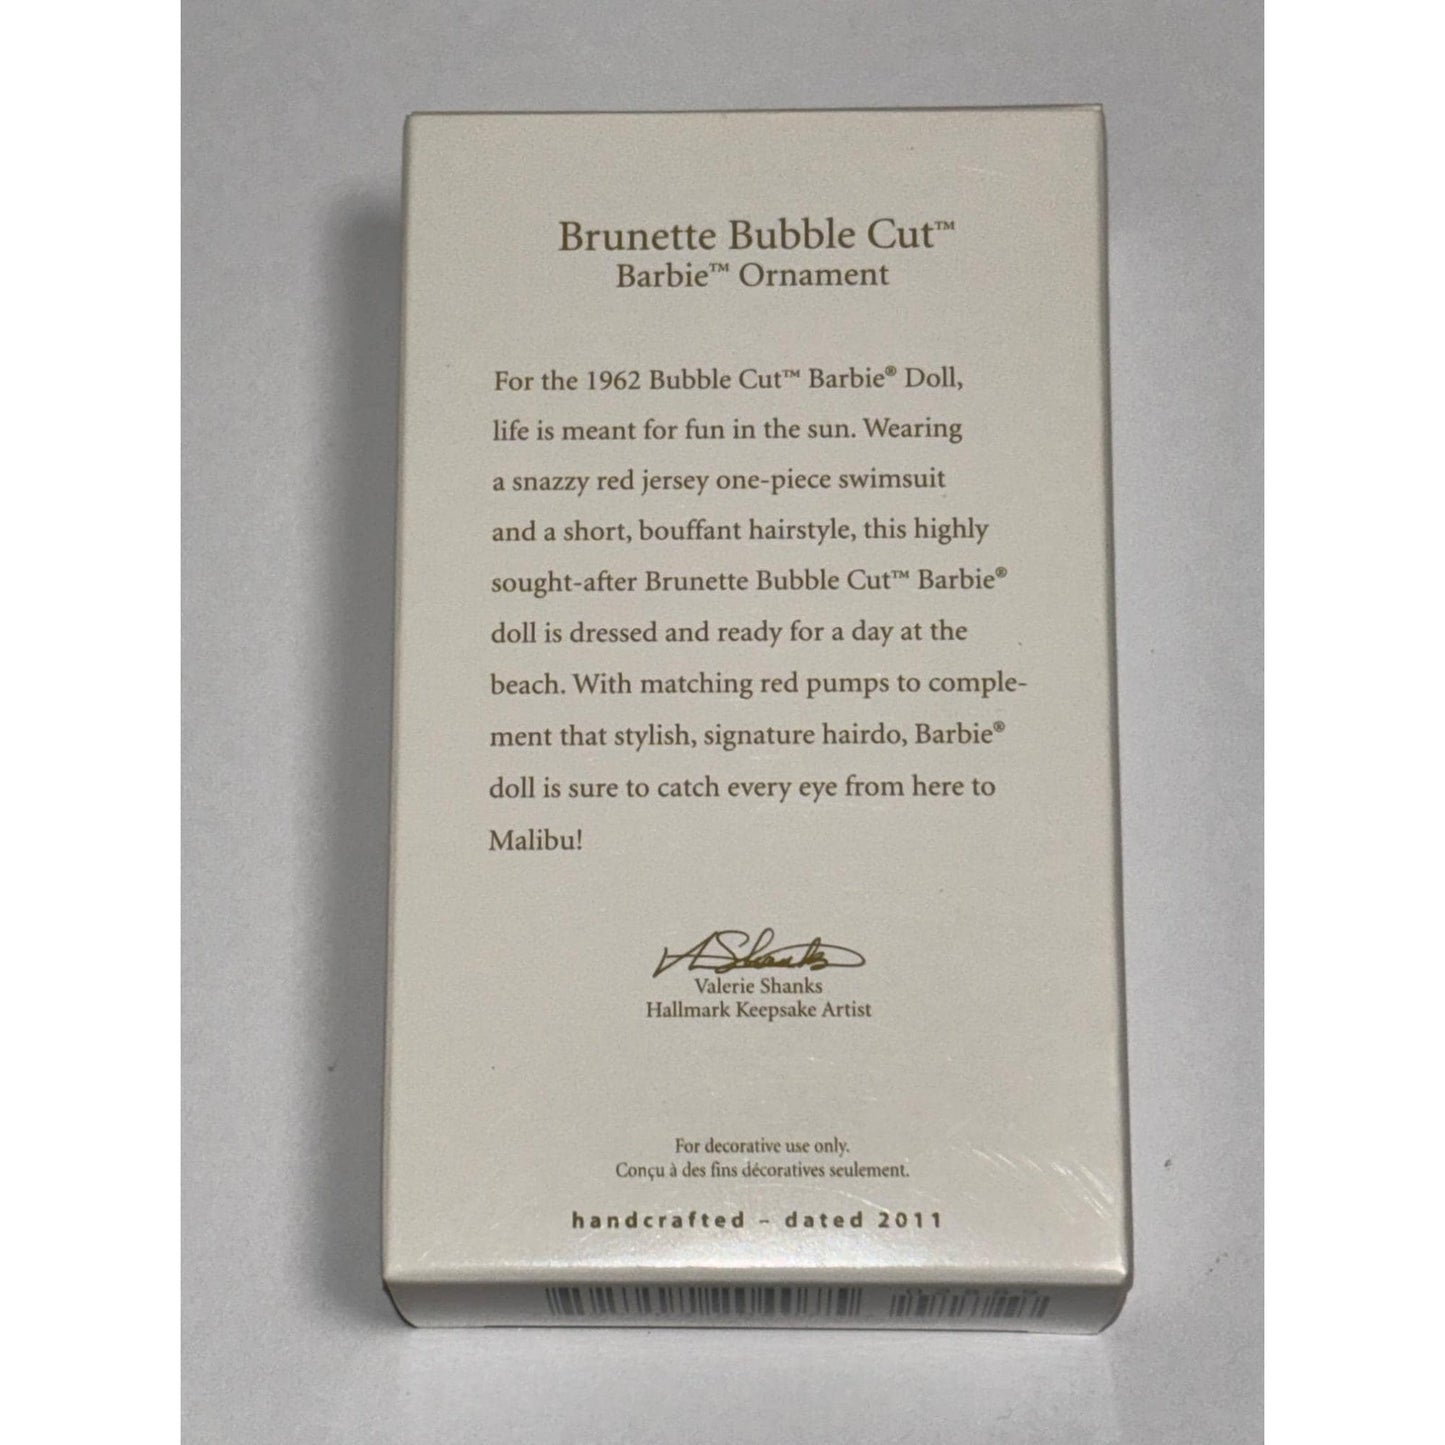 Brunette Bubble Cut™
Barbie™ Ornament
For the 1962 Bubble Cut™ Barbie® Doll,
life is meant for fun in the sun. Wearing
a snazzy red jersey one-piece swimsuit
and a short, bouffant hairstyle, this highly
sought-after Brunette Bubble Cut™ Barbie®
doll is dressed and ready for a day at the
beach. With matching red pumps to comple-
ment that stylish, signature hairdo, Barbie®
doll is sure to catch every eye from here to
Malibu!
Valerie Shanks
Hallmark Keepsake Artist
For decorative use only.
Conçu à des fins décoratives seulement.
handcrafted – dated 2011